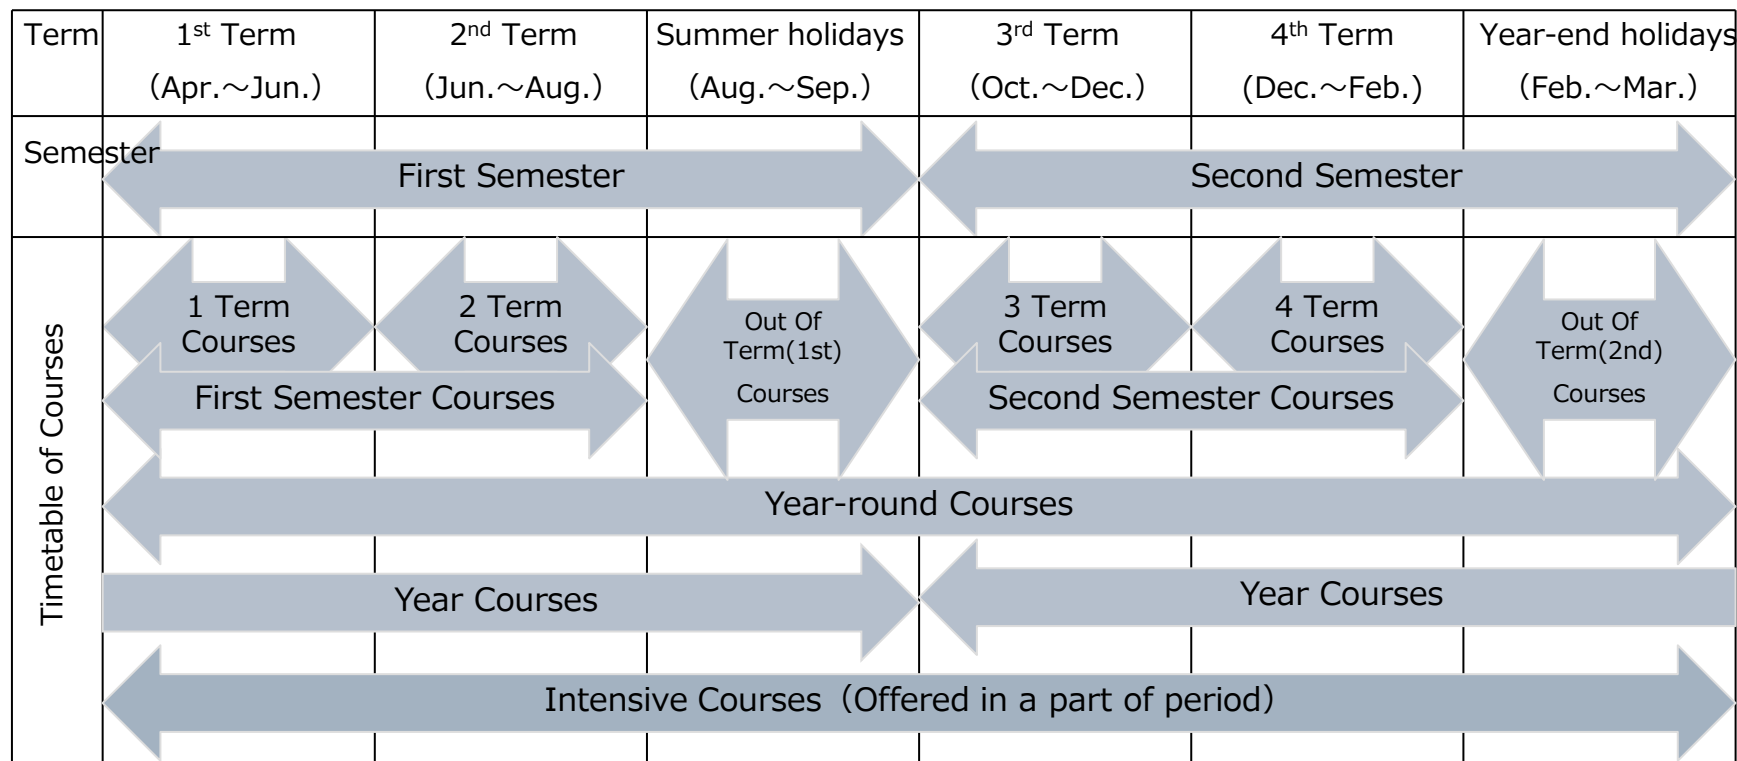 Term
1st Term
2nd Term
Summer holidays
3rd Term
4th Term
Year-end holidays
（Apr.～Jun.）
（Jun.～Aug.）
（Aug.～Sep.）
（Oct.～Dec.）
(Dec.～Feb.)
（Feb.～Mar.）
Semester
First Semester
Second Semester
Timetable of Courses
1 Term
Courses
2 Term
Courses
Out Of
Term(1st)
Courses
3 Term
Courses
4 Term
Courses
Out Of
Term(2nd)
Courses
First Semester Courses
Second Semester Courses
Year-round Courses
Year Courses
Year Courses
Intensive Courses（Offered in a part of period）